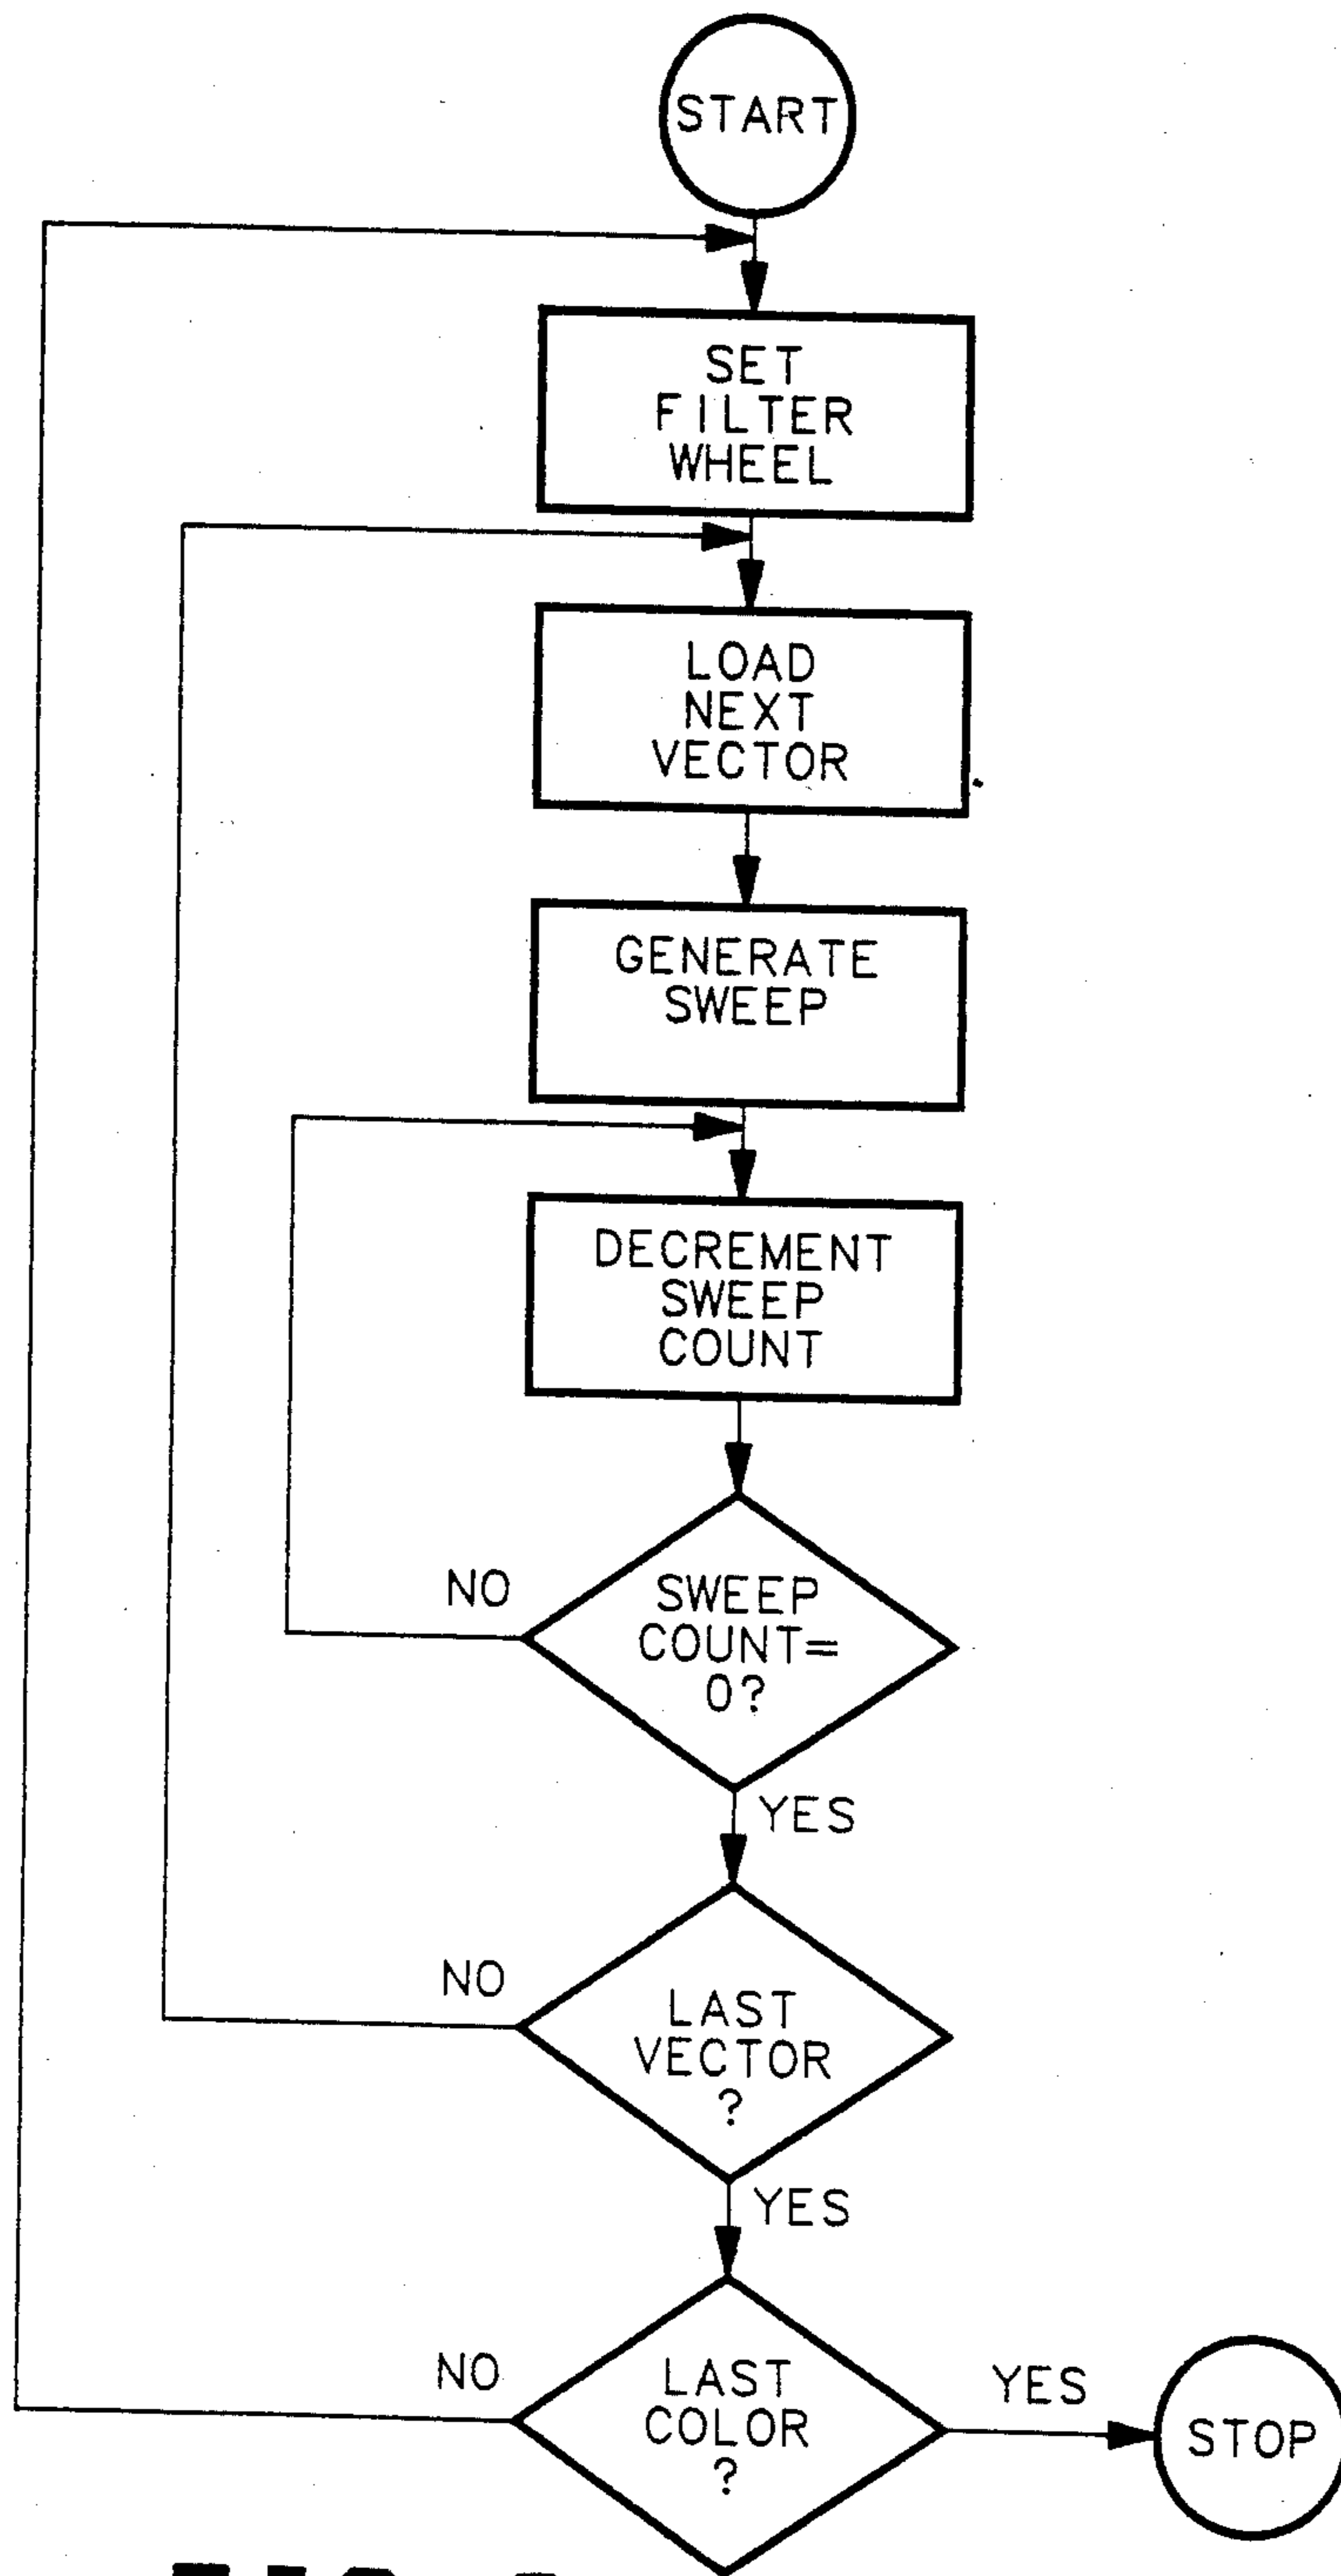 START
SET
FILTER
WHEEL
LOAD
NEXT
VECTOR
GENERATE
SWEEP
DECREMENT
SWEEP
COUNT
NO
SWEEP
COUNT=
0?
YES
NO
LAST
VECTOR
?
YES
NO
LAST
COLOR
?
YES
STOP